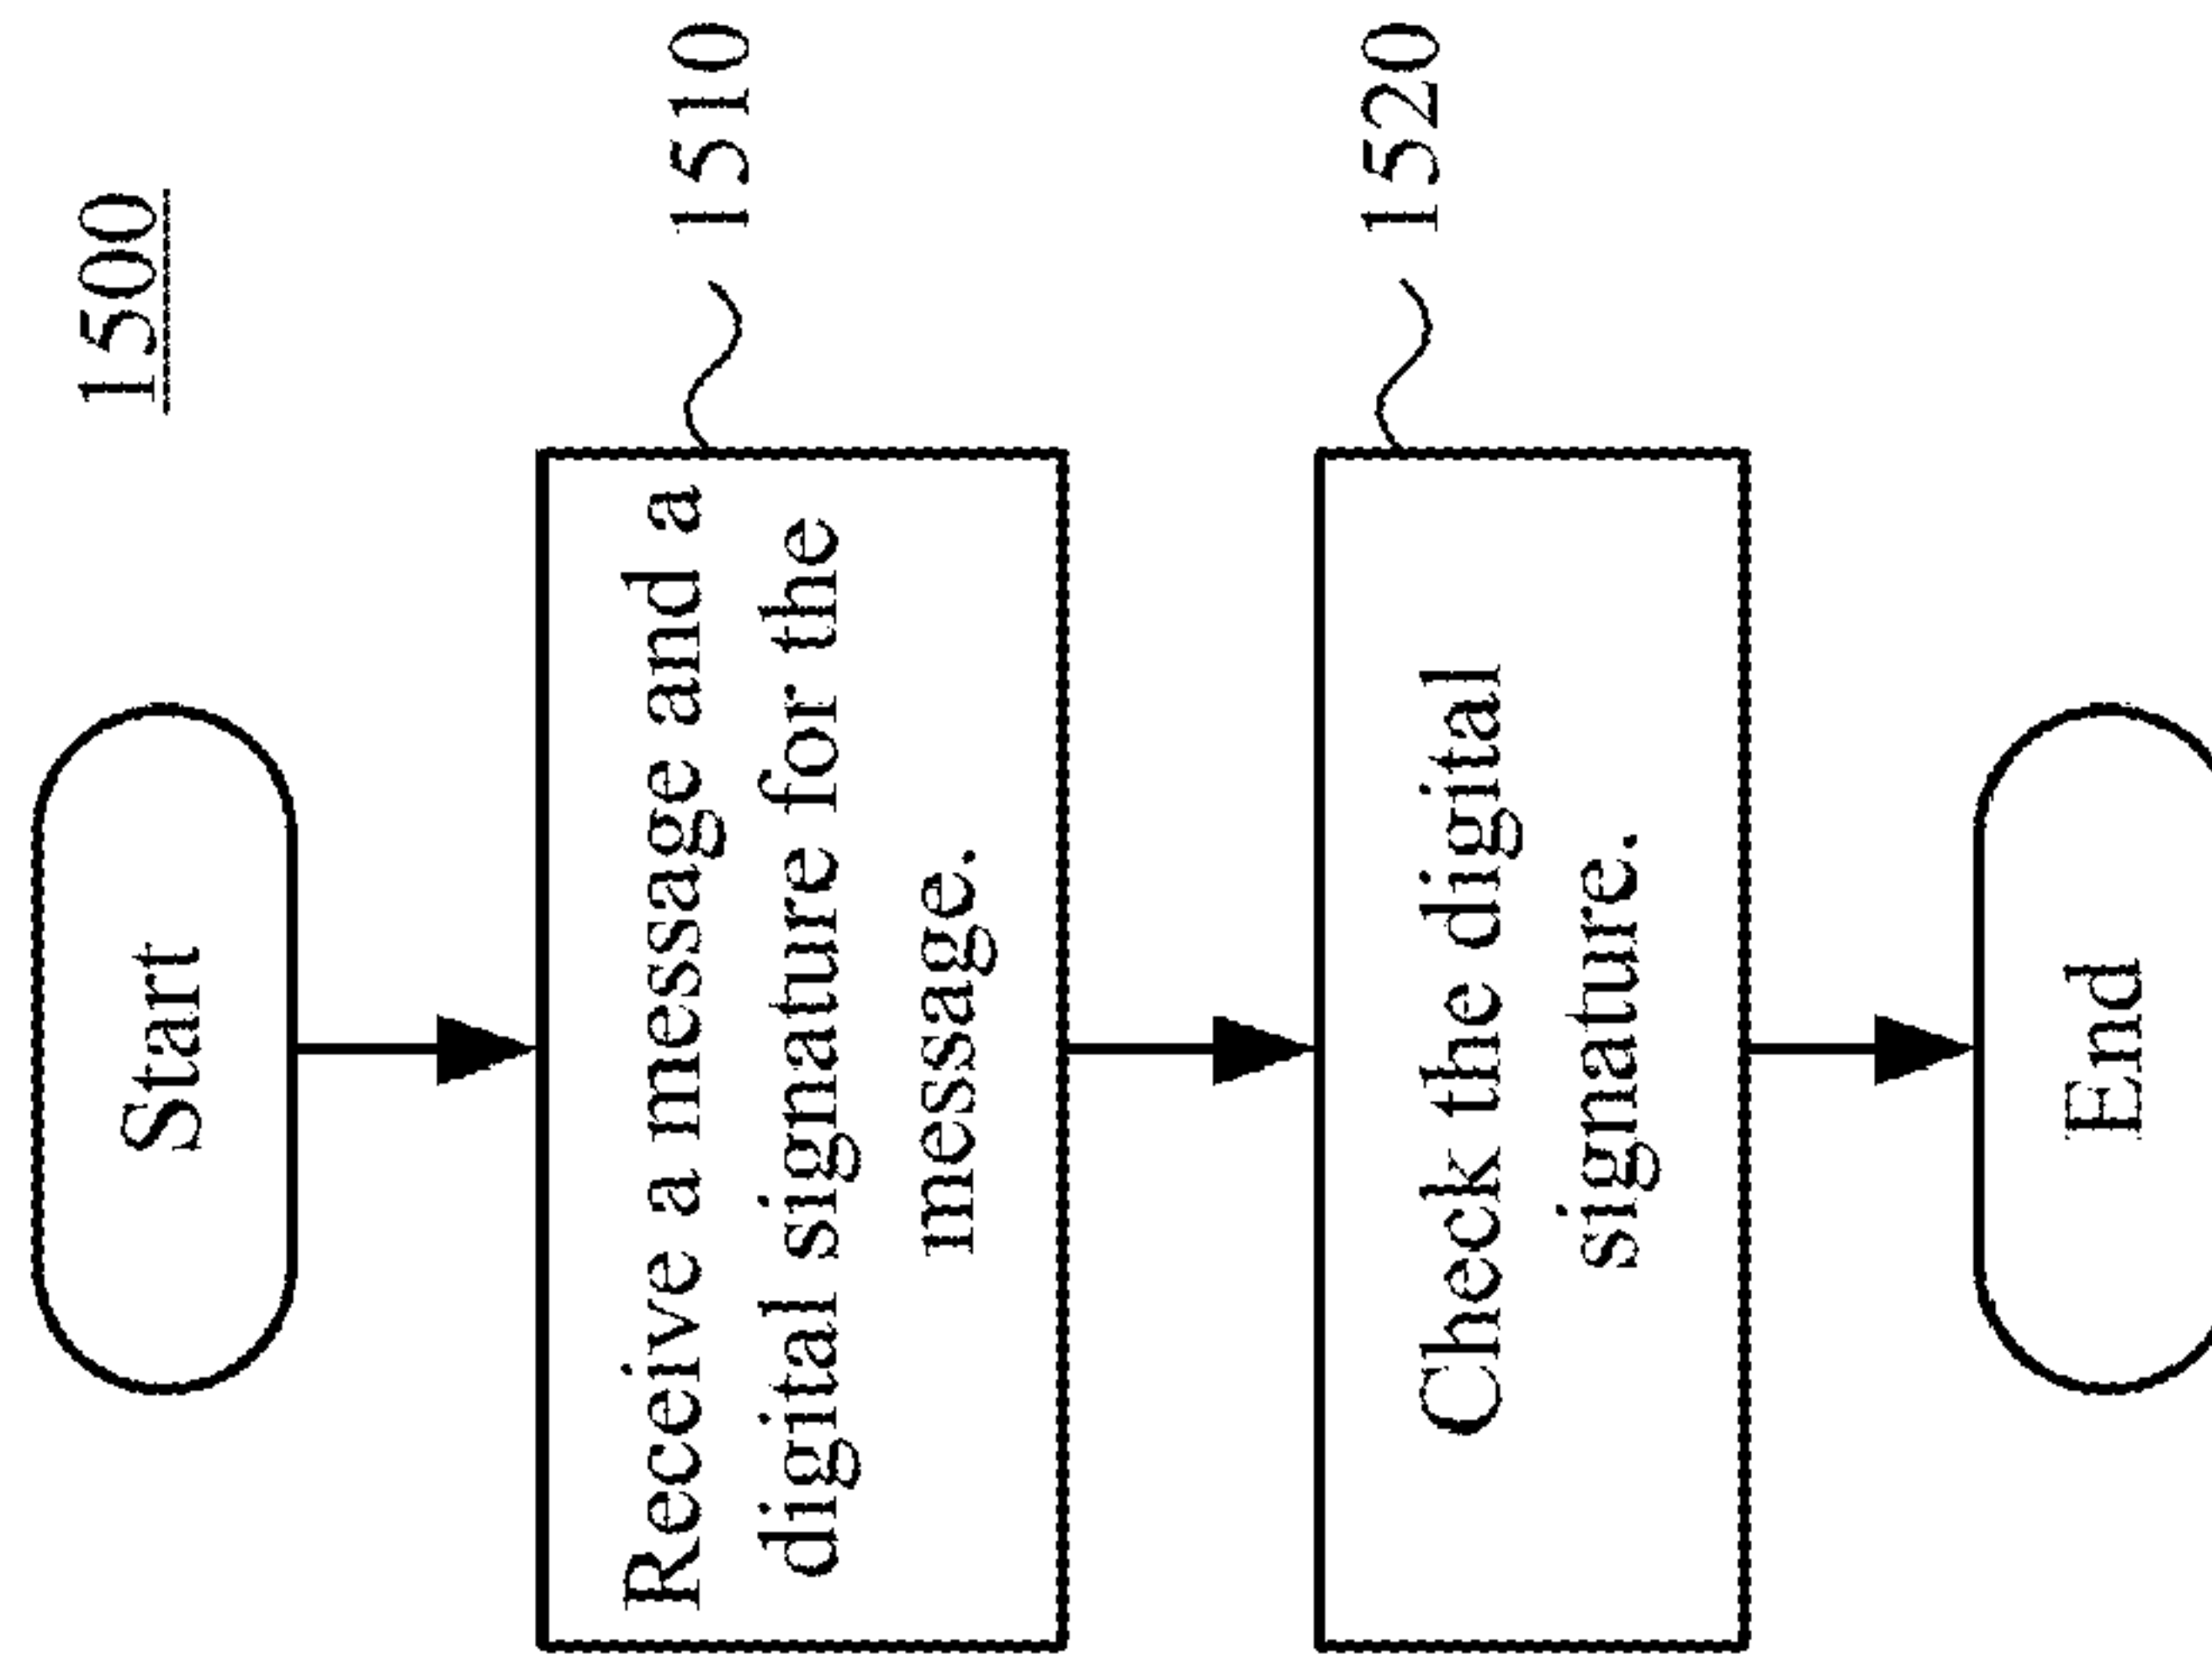 1500
Start
Receive a message and a
digital signature for the
message.
1510
Check the digital
signature.
1520
End